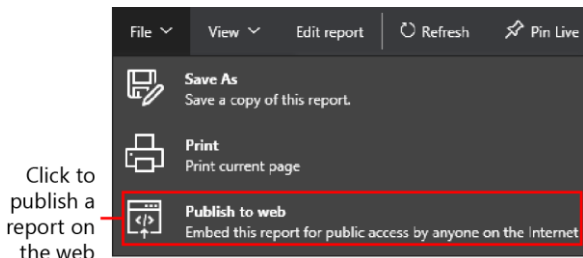 File View Edit report Refresh Pin Live
Save As
Save a copy of this report.
Print
Print current page
Click to
publish a
report on
the web
Publish to web
Embed this report for public access by anyone on the Internet